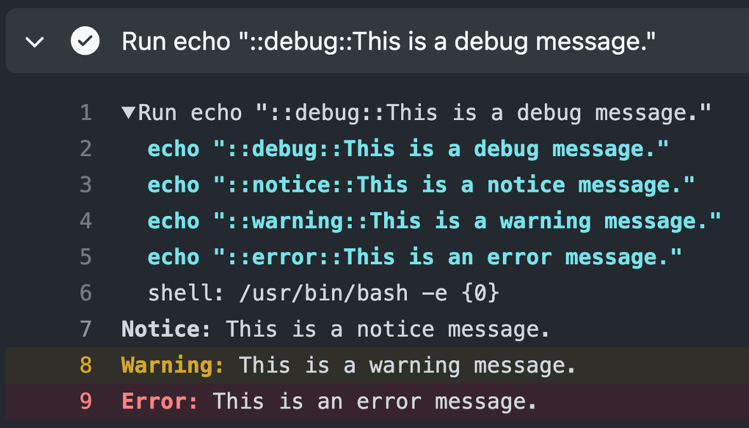 Run echo "::debug::This is a debug message."
1 ▼Run echo "::debug::This is a debug message."
2 echo "::debug::This is a debug message."
3 echo "::notice::This is a notice message."
4 echo "::warning::This is a warning message."
5 echo "::error::This is an error message."
6 shell: /usr/bin/bash -e {0}
7 Notice: This is a notice message.
8 Warning: This is a warning message.
9 Error: This is an error message.